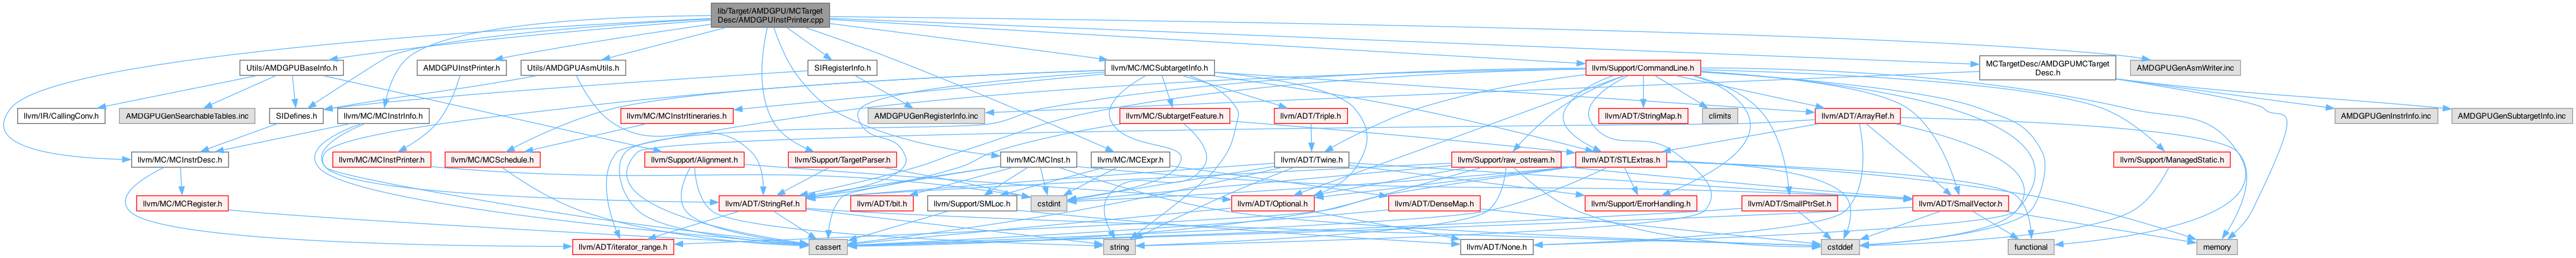 lib/Target/AMDGPU/MCTarget
Desc/AMDGPUInstPrinter.cpp
Utils/AMDGPUBaseInfo.h
AMDGPUInstPrinter.h
Utils/AMDGPUAsmUtils.h
SIRegisterInfo.h
llvm/MC/MCSubtargetInfo.h
llvm/Support/CommandLine.h
MCTargetDesc/AMDGPUMCTarget
Desc.h
AMDGPUGenAsmWriter.inc
llvm/IR/CallingConv.h
AMDGPUGenSearchableTables.inc
SIDefines.h
llvm/MC/MCInstrInfo.h
llvm/MC/MCInstrItineraries.h
AMDGPUGenRegisterInfo.inc
llvm/MC/SubtargetFeature.h
llvm/ADT/Triple.h
llvm/ADT/StringMap.h
climits
llvm/ADT/ArrayRef.h
AMDGPUGenInstrInfo.inc
AMDGPUGenSubtargetInfo.inc
llvm/MC/MCInstrDesc.h
llvm/MC/MCInstPrinter.h
llvm/MC/MCSchedule.h
llvm/Support/Alignment.h
llvm/Support/TargetParser.h
llvm/MC/MCInst.h
llvm/MC/MCExpr.h
llvm/ADT/Twine.h
llvm/Support/raw_ostream.h
llvm/ADT/STLExtras.h
llvm/Support/ManagedStatic.h
llvm/MC/MCRegister.h
llvm/ADT/StringRef.h
llvm/ADT/bit.h
llvm/Support/SMLoc.h
cstdint
llvm/ADT/Optional.h
llvm/ADT/DenseMap.h
llvm/Support/ErrorHandling.h
llvm/ADT/SmallPtrSet.h
llvm/ADT/SmallVector.h
llvm/ADT/iterator_range.h
cassert
string
llvm/ADT/None.h
cstddef
functional
memory